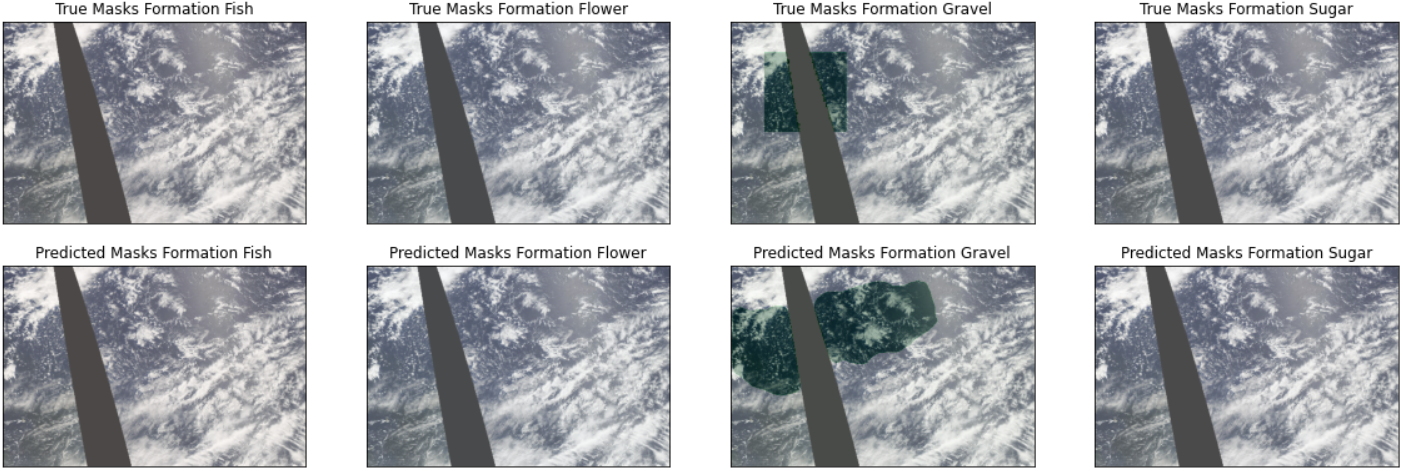 True Masks Formation Fish
True Masks Formation Flower
True Masks Formation Gravel
True Masks Formation Sugar
Predicted Masks Formation Fish
Predicted Masks Formation Flower
Predicted Masks Formation Gravel
Predicted Masks Formation Sugar